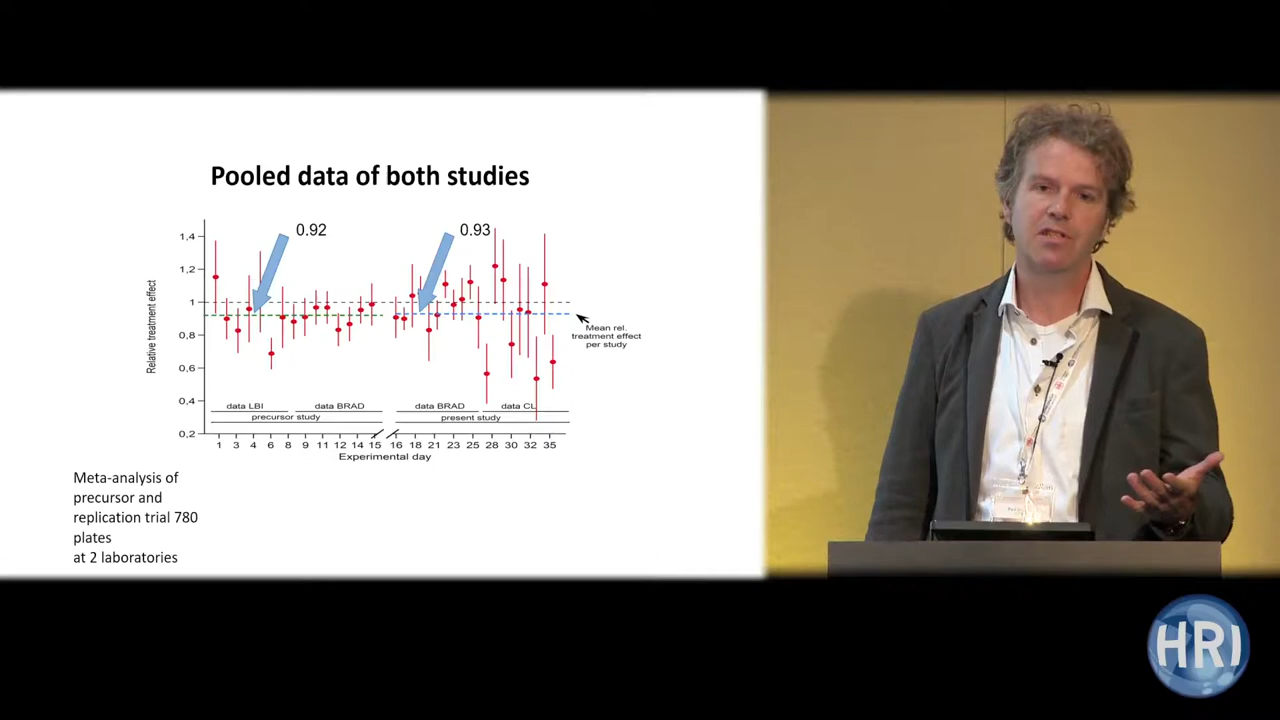 Pooled data of both studies
0.92
0.93
1,4
1,2
1
0,8
0,6
0,4
0,2
Relative treatment effect
Mean rel.
treatment effect
per study
data LBI
data BRAD
data BRAD
data CL
precursor study
present study
1 3 4 6 8 9 11 12 14 15 16 18 21 23 25 28 30 32 35
Experimental day
Meta-analysis of
precursor and
replication trial 780
plates
at 2 laboratories
HRI